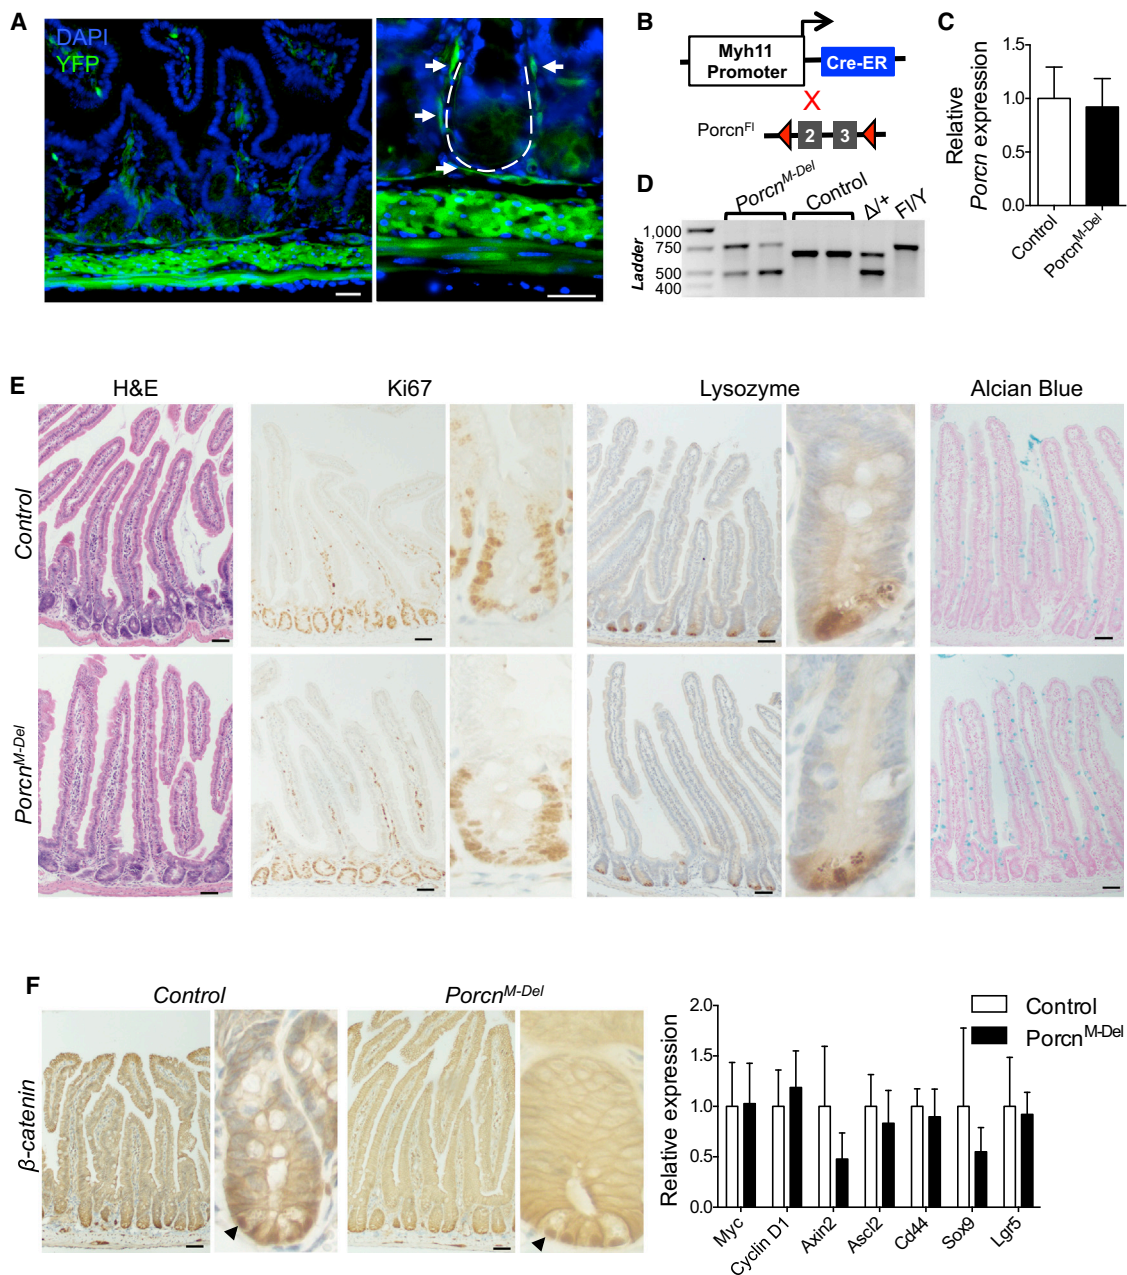 A
DAPI
YFP
B
Myh11
Promoter
Cre-ER
X
Porcn^Fl
2
3
C
Relative
Porcn expression
1.5
1.0
0.5
0.0
Control
Porcn^M-Del
D
Porcn^M-Del
Control
Δ/+
Fl/Y
Ladder
1,000
750
500
400
E
H&E
Ki67
Lysozyme
Alcian Blue
Control
Porcn^M-Del
F
Control
Porcn^M-Del
β-catenin
Relative expression
2.0
1.5
1.0
0.5
0.0
Control
Porcn^M-Del
Myc
Cyclin D1
Axin2
Ascl2
Cd44
Sox9
Lgr5